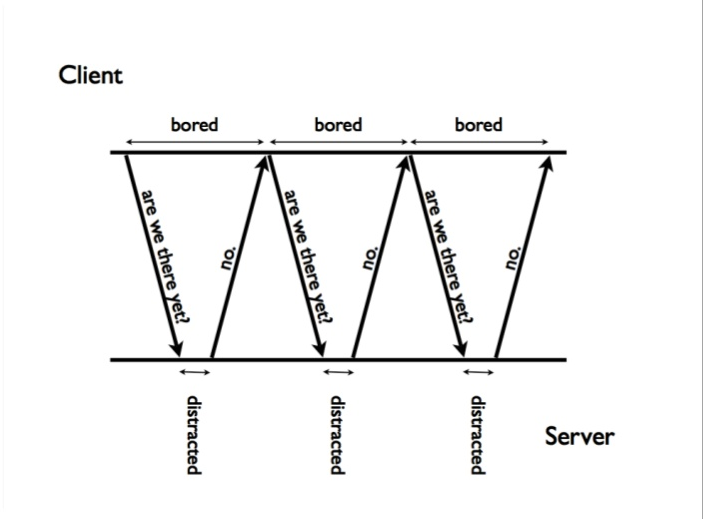 Client
bored
bored
bored
are we there yet?
no.
are we there yet?
no.
are we there yet?
no.
distracted
distracted
distracted
Server